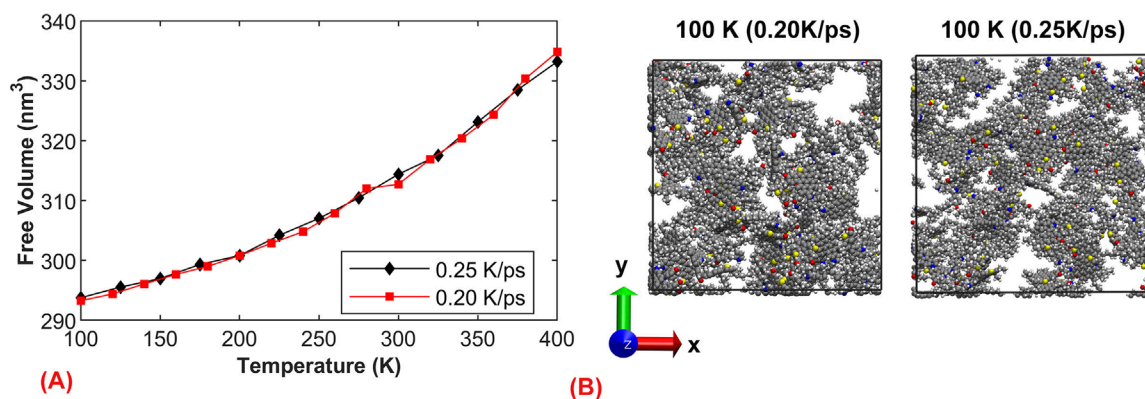 340
330
320
310
300
290
100
150
200
250
300
350
400
Free Volume (nm3)
Temperature (K)
0.25 K/ps
0.20 K/ps
(A)
100 K (0.20K/ps)
100 K (0.25K/ps)
y
z
x
(B)